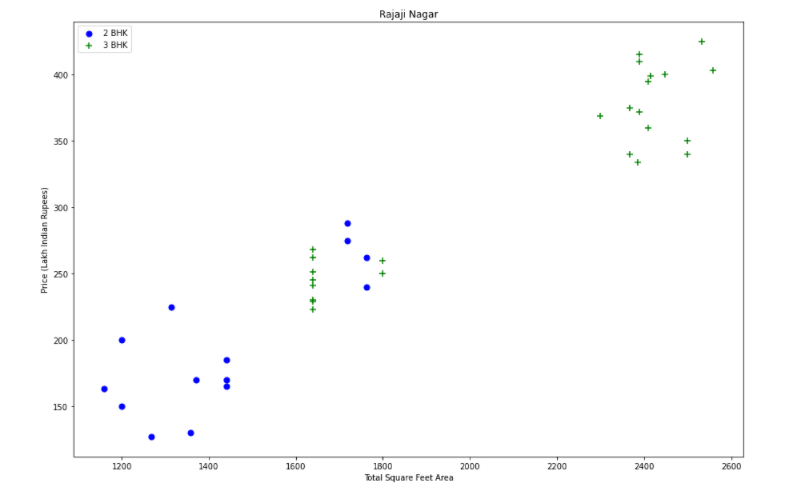 Rajaji Nagar
2 BHK
3 BHK
400
350
300
250
200
150
Price (Lakh Indian Rupees)
1200 1400 1600 1800 2000 2200 2400 2600
Total Square Feet Area